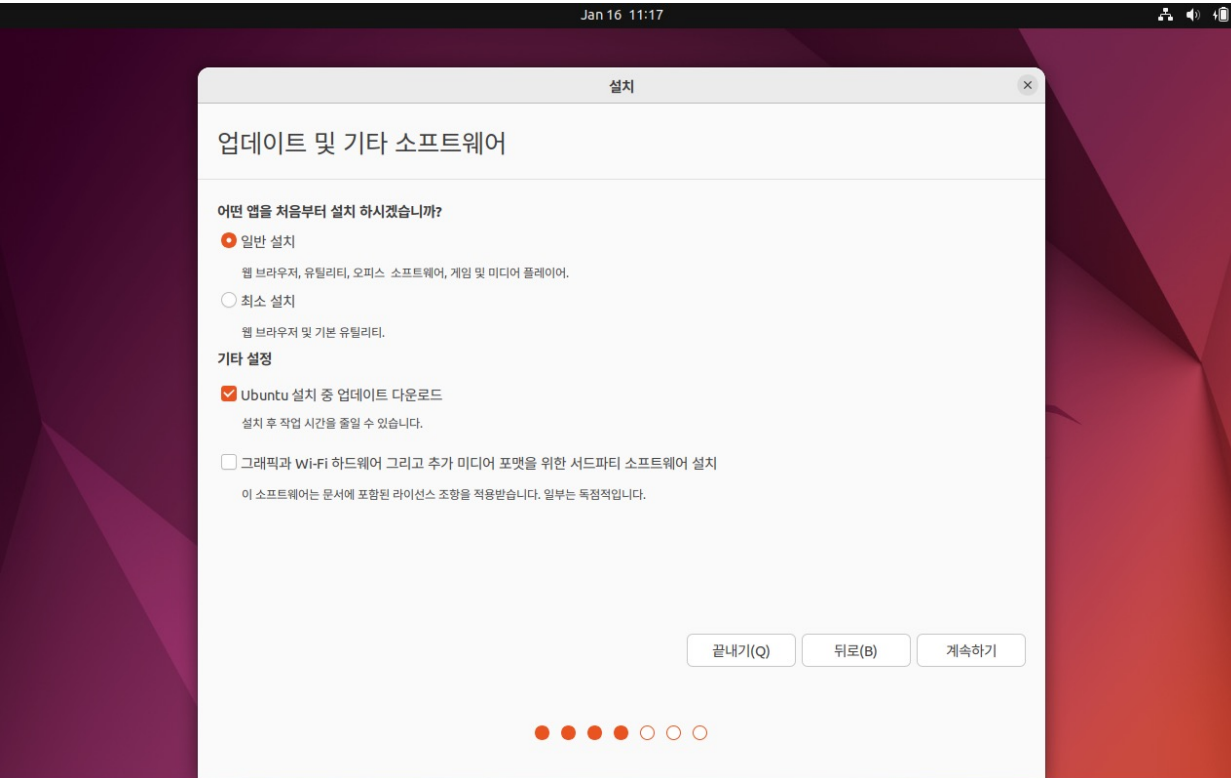 Jan 16 11:17
설치
업데이트 및 기타 소프트웨어
어떤 앱을 처음부터 설치 하시겠습니까?
일반 설치
웹 브라우저, 유틸리티, 오피스 소프트웨어, 게임 및 미디어 플레이어.
최소 설치
웹 브라우저 및 기본 유틸리티.
기타 설정
Ubuntu 설치 중 업데이트 다운로드
설치 후 작업 시간을 줄일 수 있습니다.
그래픽과 Wi-Fi 하드웨어 그리고 추가 미디어 포맷을 위한 서드파티 소프트웨어 설치
이 소프트웨어는 문서에 포함된 라이선스 조항을 적용받습니다. 일부는 독점적입니다.
끝내기(Q) 뒤로(B) 계속하기